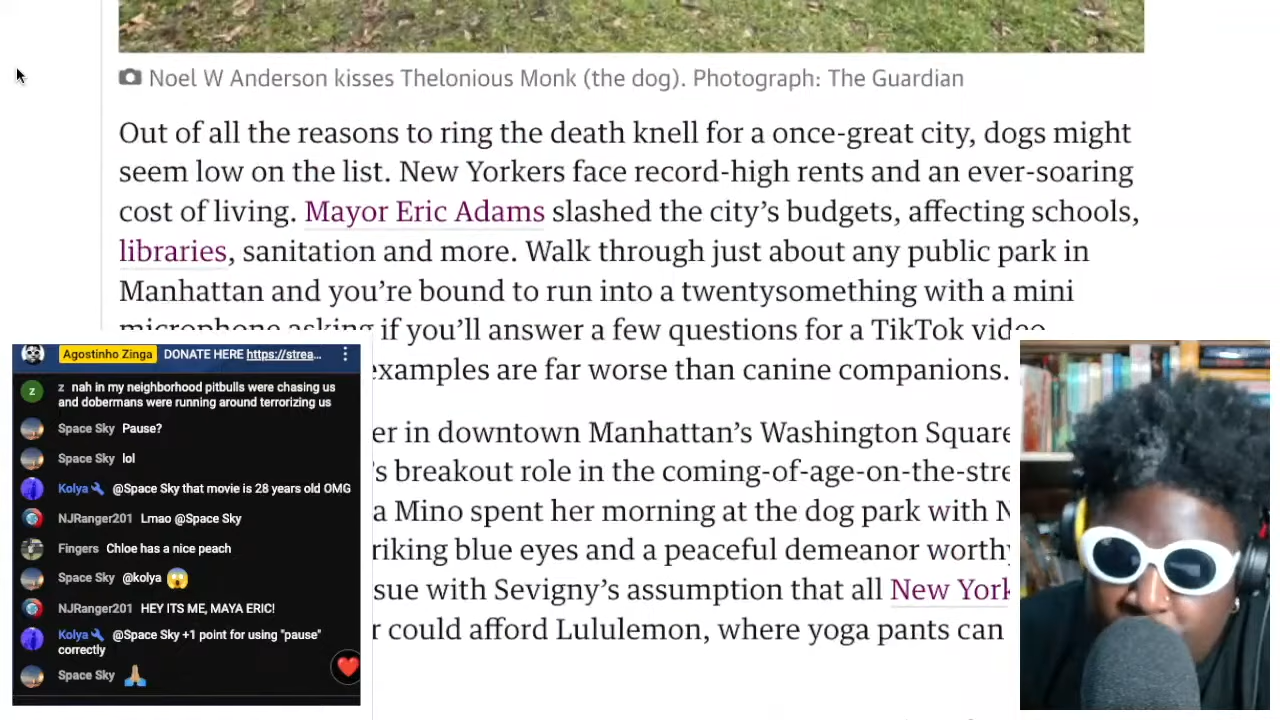 Noel W Anderson kisses Thelonious Monk (the dog). Photograph: The Guardian
Out of all the reasons to ring the death knell for a once-great city, dogs might
seem low on the list. New Yorkers face record-high rents and an ever-soaring
cost of living. Mayor Eric Adams slashed the city’s budgets, affecting schools,
libraries, sanitation and more. Walk through just about any public park in
Manhattan and you’re bound to run into a twentysomething with a mini
microphone asking if you’ll answer a few questions for a TikTok video
examples are far worse than canine companions.
er in downtown Manhattan’s Washington Square
’s breakout role in the coming-of-age-on-the-stre
a Mino spent her morning at the dog park with N
riking blue eyes and a peaceful demeanor worthy
sue with Sevigny’s assumption that all New York
r could afford Lululemon, where yoga pants can
Agostinho Zinga DONATE HERE https://strea...
z nah in my neighborhood pitbulls were chasing us
and dobermans were running around terrorizing us
Space Sky Pause?
Space Sky lol
Kolya @Space Sky that movie is 28 years old OMG
NJRanger201 Lmao @Space Sky
Fingers Chloe has a nice peach
Space Sky @kolya 😱
NJRanger201 HEY ITS ME, MAYA ERIC!
Kolya @Space Sky +1 point for using "pause"
correctly
Space Sky 🙏🏽